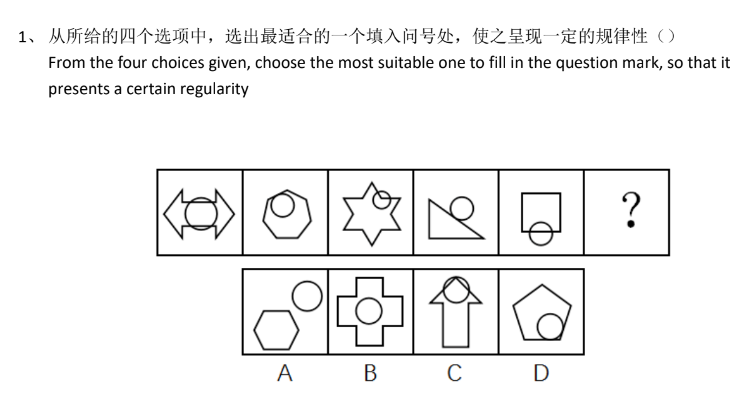 1、从所给的四个选项中，选出最适合的一个填入问号处，使之呈现一定的规律性（）
From the four choices given, choose the most suitable one to fill in the question mark, so that it
presents a certain regularity
?
A B C D